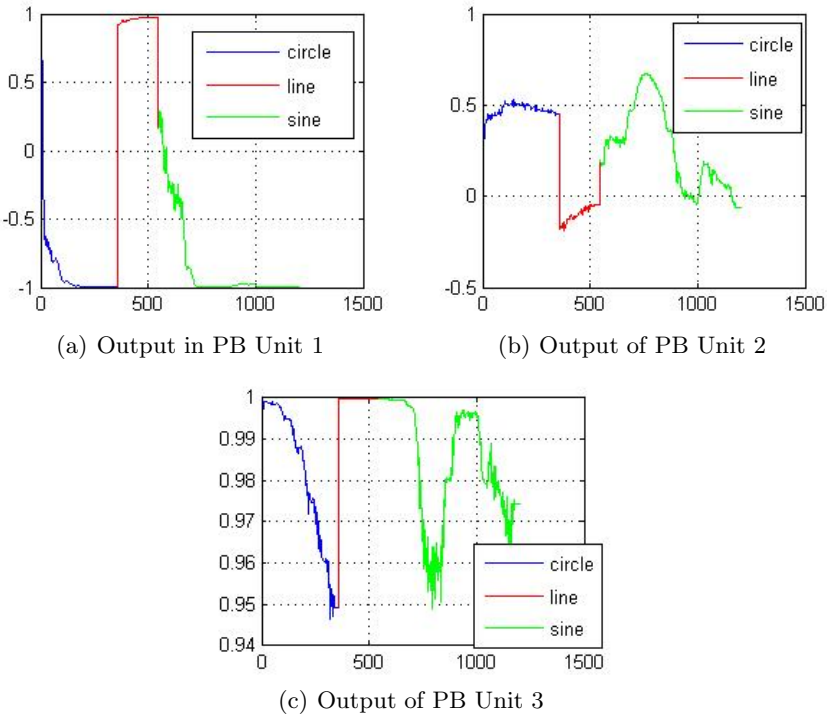 1
0.5
0
-0.5
-1
0
500
1000
1500
circle
line
sine
(a) Output in PB Unit 1
1
0.5
0
-0.5
0
500
1000
1500
circle
line
sine
(b) Output of PB Unit 2
1
0.99
0.98
0.97
0.96
0.95
0.94
0
500
1000
1500
circle
line
sine
(c) Output of PB Unit 3